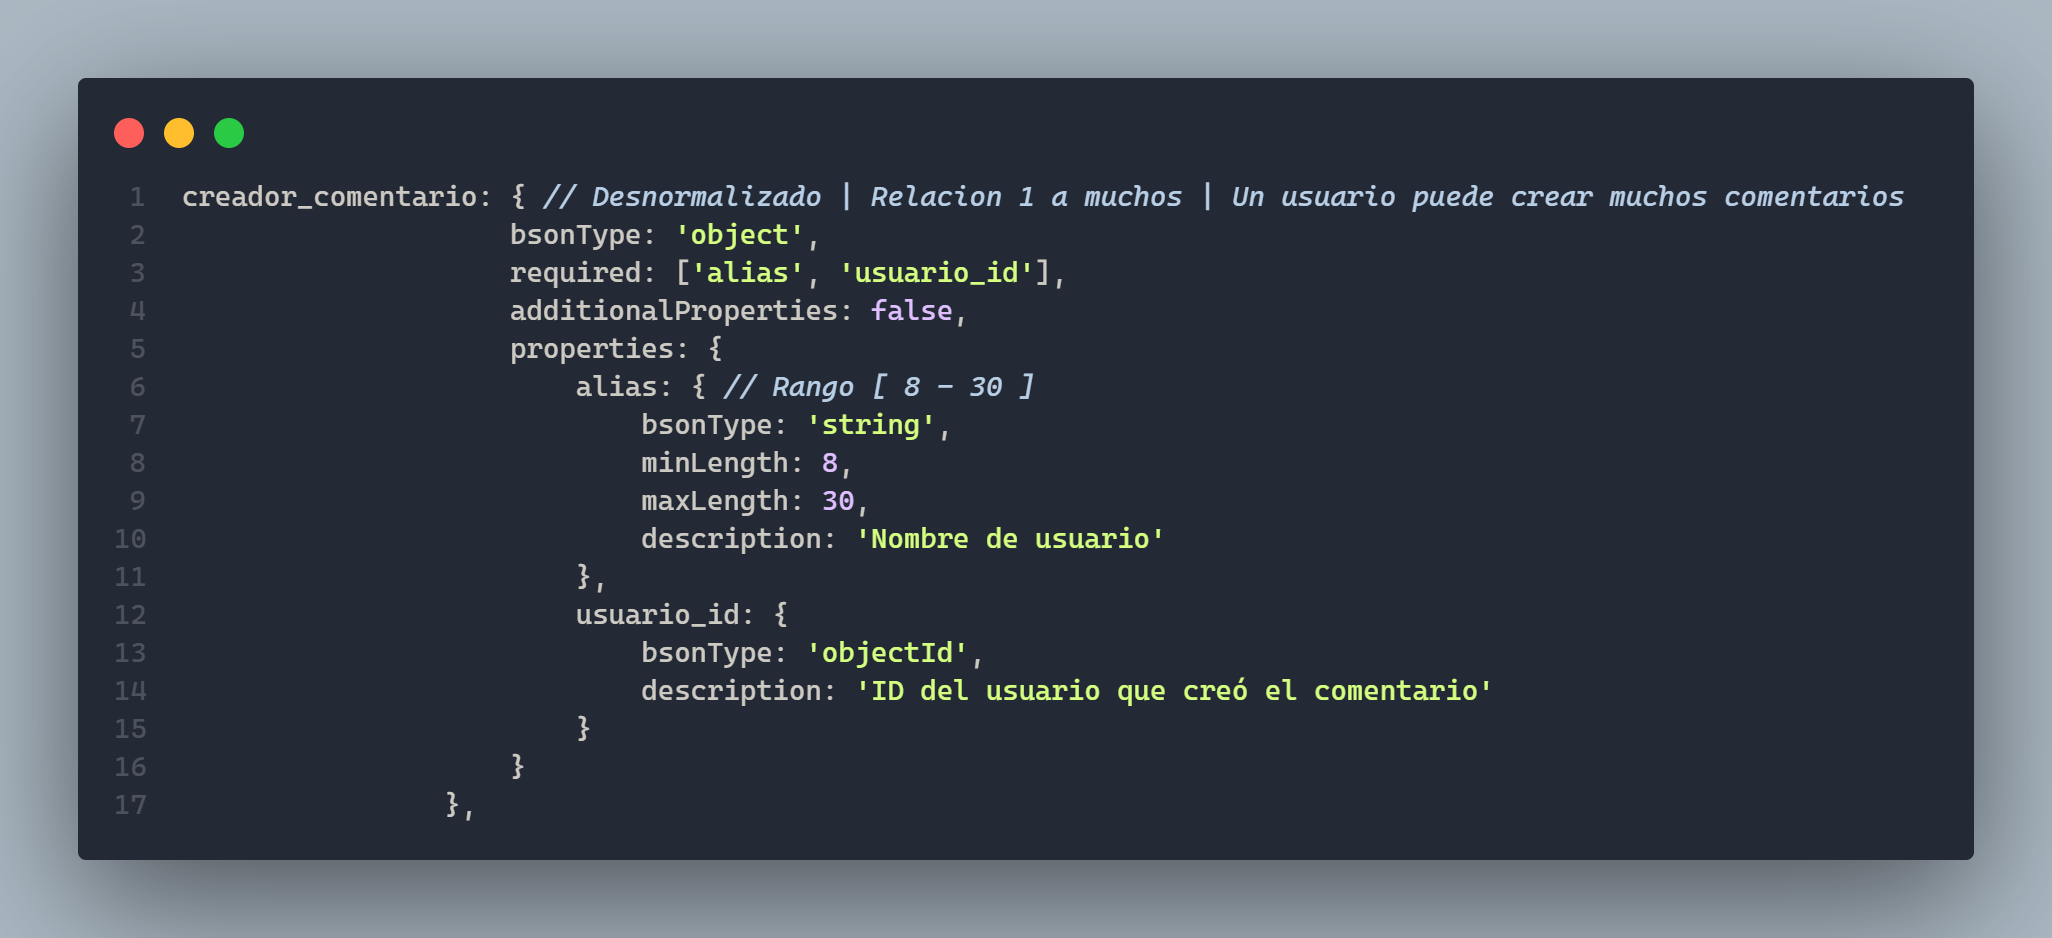 1 creador_comentario: { // Desnormalizado | Relacion 1 a muchos | Un usuario puede crear muchos comentarios
2 bsonType: 'object',
3 required: ['alias', 'usuario_id'],
4 additionalProperties: false,
5 properties: {
6 alias: { // Rango [ 8 - 30 ]
7 bsonType: 'string',
8 minLength: 8,
9 maxLength: 30,
10 description: 'Nombre de usuario'
11 },
12 usuario_id: {
13 bsonType: 'objectId',
14 description: 'ID del usuario que creó el comentario'
15 }
16 }
17 },